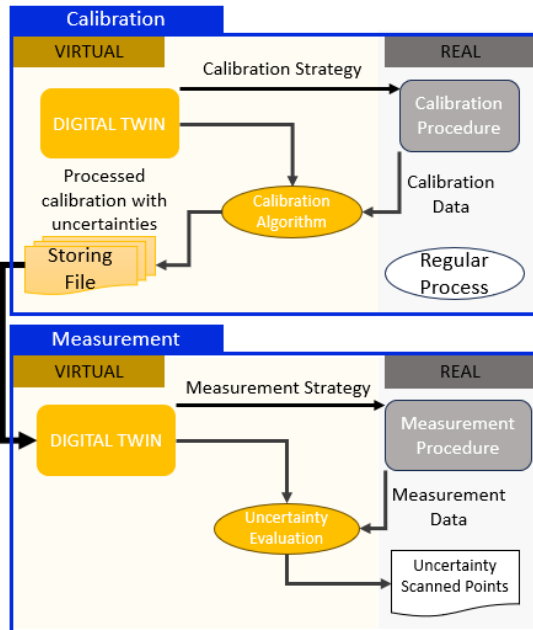 Calibration
VIRTUAL
REAL
Calibration Strategy
DIGITAL TWIN
Calibration
Procedure
Processed
calibration with
uncertainties
Calibration
Algorithm
Calibration
Data
Storing
File
Regular
Process
Measurement
VIRTUAL
REAL
Measurement Strategy
DIGITAL TWIN
Measurement
Procedure
Measurement
Data
Uncertainty
Evaluation
Uncertainty
Scanned Points